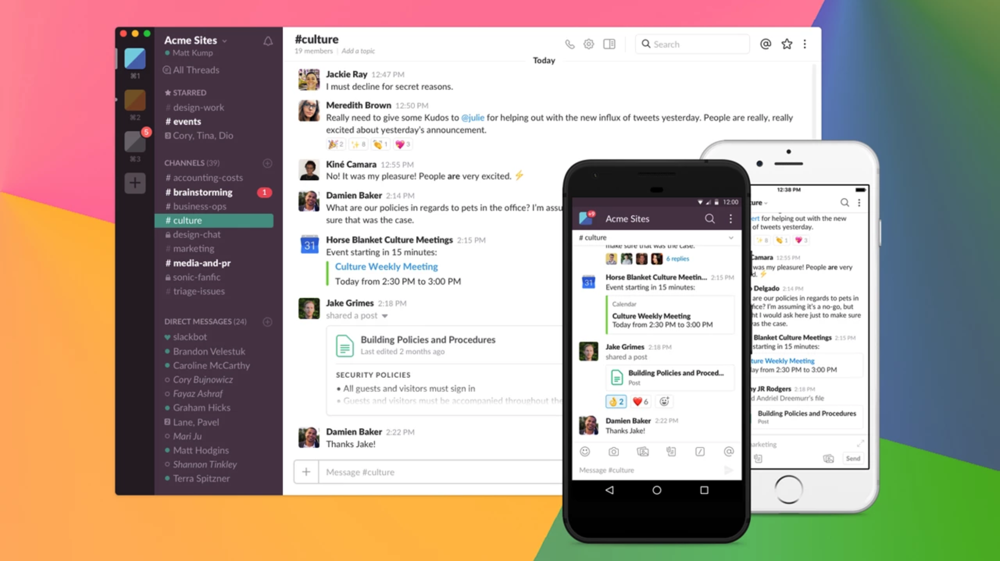 Acme Sites
Matt Kump
All Threads
STARRED
# design-work
# events
3 Cory, Tina, Dio
CHANNELS (39)
# accounting-costs
# brainstorming 1
# business-ops
# culture
design-chat
# marketing
# media-and-pr
sonic-fanfic
# triage-issues
DIRECT MESSAGES (24)
slackbot
Brandon Velestuk
Caroline McCarthy
Cory Bujnowicz
Fayaz Ashraf
Graham Hicks
2 Lane, Pavel
Mari Ju
Matt Hodgins
Shannon Tinkley
Terra Spitzner
⌘1
⌘2
5
⌘3
#culture
19 members | Add a topic
Search
Today
Jackie Ray 12:47 PM
I must decline for secret reasons.
Meredith Brown 12:50 PM
Really need to give some Kudos to @julie for helping out with the new influx of tweets yesterday. People are really, really
excited about yesterday's announcement.
2 8 1 3
Kiné Camara 12:55 PM
No! It was my pleasure! People are very excited. ⚡
Damien Baker 2:14 PM
What are our policies in regards to pets in the office? I'm assu
sure that was the case.
31
Horse Blanket Culture Meetings 2:15 PM
Event starting in 15 minutes:
Culture Weekly Meeting
Today from 2:30 PM to 3:00 PM
Jake Grimes 2:18 PM
shared a post
Building Policies and Procedures
Last edited 2 months ago
SECURITY POLICIES
• All guests and visitors must sign in
• Guests and visitors must be accompanied throughout the
Damien Baker 2:22 PM
Thanks Jake!
Message #culture
12:00
+9
Acme Sites
# culture
make sure that was the case.
6 replies
31
Horse Blanket Culture Meetin... 2:15 PM
Event starting in 15 minutes:
Calendar
Culture Weekly Meeting
Today from 2:30 PM to 3:00 PM
Jake Grimes 2:18 PM
shared a post
Building Policies and Proced...
Post
2 6
Damien Baker 2:22 PM
Thanks Jake!
Message #culture
12:38 PM
ure
ert for helping out with the new
of tweets yesterday.
8 1 3
Camara 12:55 PM
was my pleasure! People are very
d. ⚡
Delgado 2:14 PM
are our policies in regards to pets in
fice? I'm assuming it's a no-go, but
ht I would ask here just to make sure
as the case.
Blanket Culture Meetings 2:15 PM
starting in 15 minutes:
ture Weekly Meeting
ay from 2:30 PM to 3:00 PM
y JR Rodgers 2:18 PM
d Andriel Dreemurr's file
Building Policies and Procedures
Post
arketing
Send